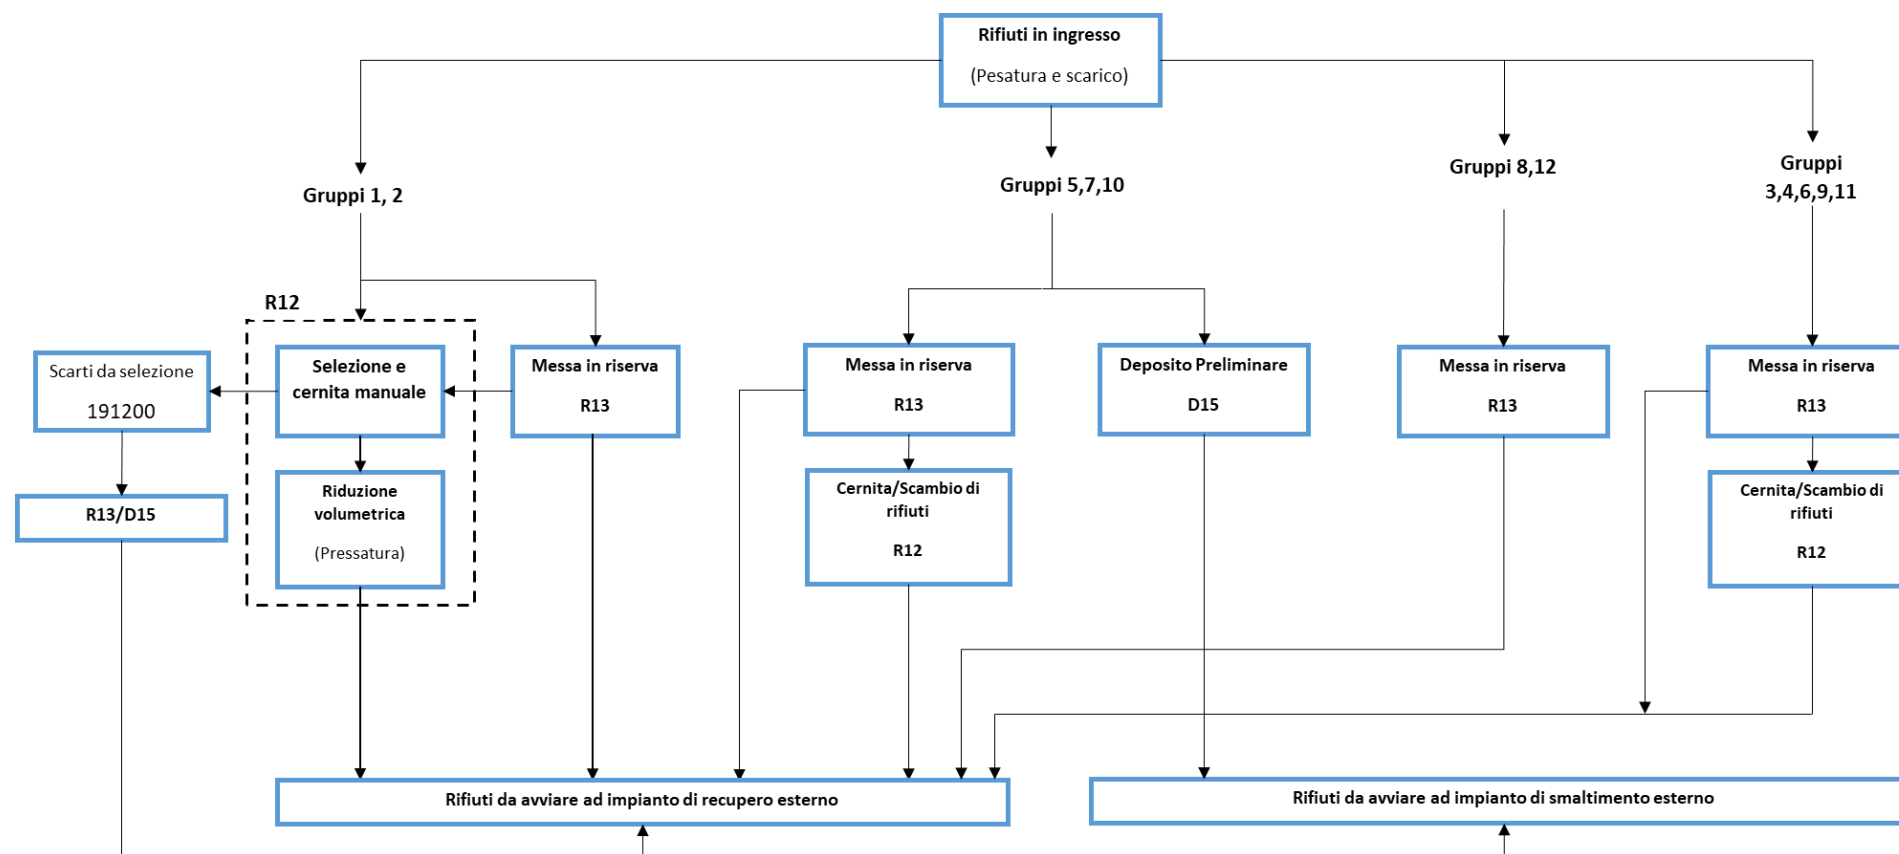 Rifiuti in ingresso
(Pesatura e scarico)
Gruppi 1, 2
Gruppi 5,7,10
Gruppi 8,12
Gruppi
3,4,6,9,11
R12
Scarti da selezione
191200
Selezione e
cernita manuale
Messa in riserva
R13
Messa in riserva
R13
Deposito Preliminare
D15
Messa in riserva
R13
Messa in riserva
R13
R13/D15
Riduzione
volumetrica
(Pressatura)
Cernita/Scambio di
rifiuti
R12
Cernita/Scambio di
rifiuti
R12
Rifiuti da avviare ad impianto di recupero esterno
Rifiuti da avviare ad impianto di smaltimento esterno